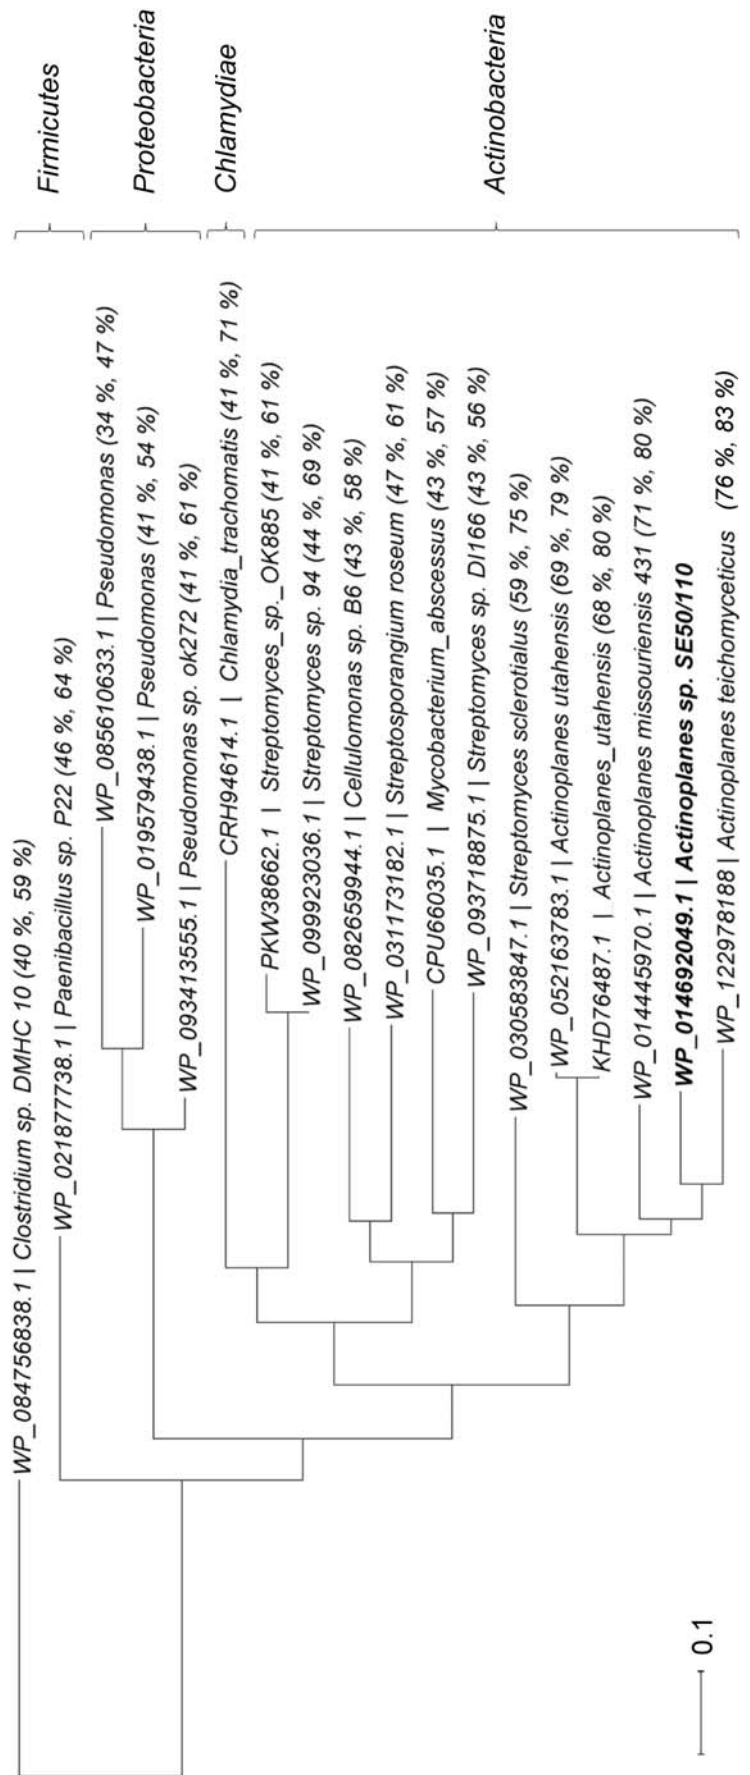 WP_084756838.1 | Clostridium sp. DMHC 10 (40 %, 59 %)
WP_021877738.1 | Paenibacillus sp. P22 (46 %, 64 %)
Firmicutes
WP_085610633.1 | Pseudomonas (34 %, 47 %)
WP_019579438.1 | Pseudomonas (41 %, 54 %)
WP_093413555.1 | Pseudomonas sp. ok272 (41 %, 61 %)
Proteobacteria
CRH94614.1 | Chlamydia_trachomatis (41 %, 71 %)
Chlamydiae
PKW38662.1 | Streptomyces_sp._OK885 (41 %, 61 %)
WP_099923036.1 | Streptomyces sp. 94 (44 %, 69 %)
WP_082659944.1 | Cellulomonas sp. B6 (43 %, 58 %)
WP_031173182.1 | Streptosporangium roseum (47 %, 61 %)
CPU66035.1 | Mycobacterium_abscessus (43 %, 57 %)
WP_093718875.1 | Streptomyces sp. DI166 (43 %, 56 %)
WP_030583847.1 | Streptomyces sclerotialus (59 %, 75 %)
WP_052163783.1 | Actinoplanes utahensis (69 %, 79 %)
KHD76487.1 | Actinoplanes_utahensis (68 %, 80 %)
WP_014445970.1 | Actinoplanes missouriensis 431 (71 %, 80 %)
WP_014692049.1 | Actinoplanes sp. SE50/110
WP_122978188 | Actinoplanes teichomyceticus (76 %, 83 %)
Actinobacteria
0.1